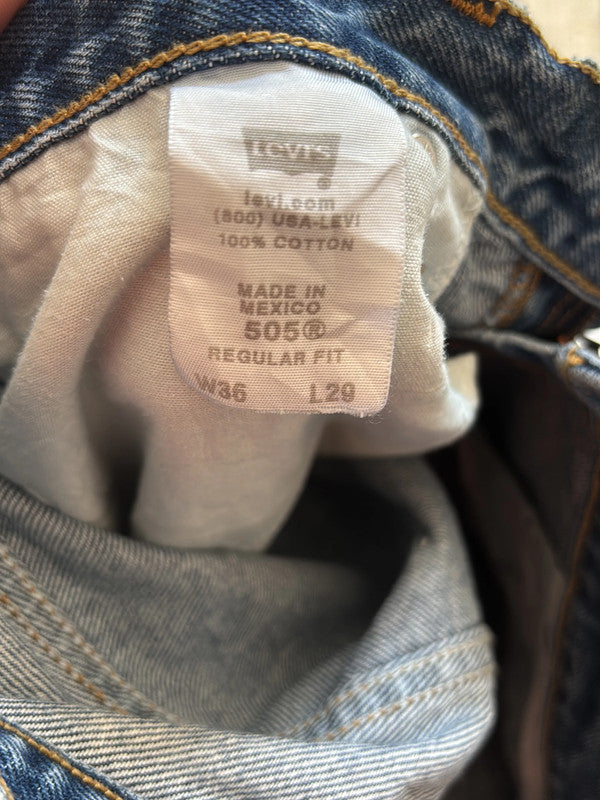 Levi's
levi.com
(800) USA-LEVI
100% COTTON
MADE IN
MEXICO
505®
REGULAR FIT
W36 L29